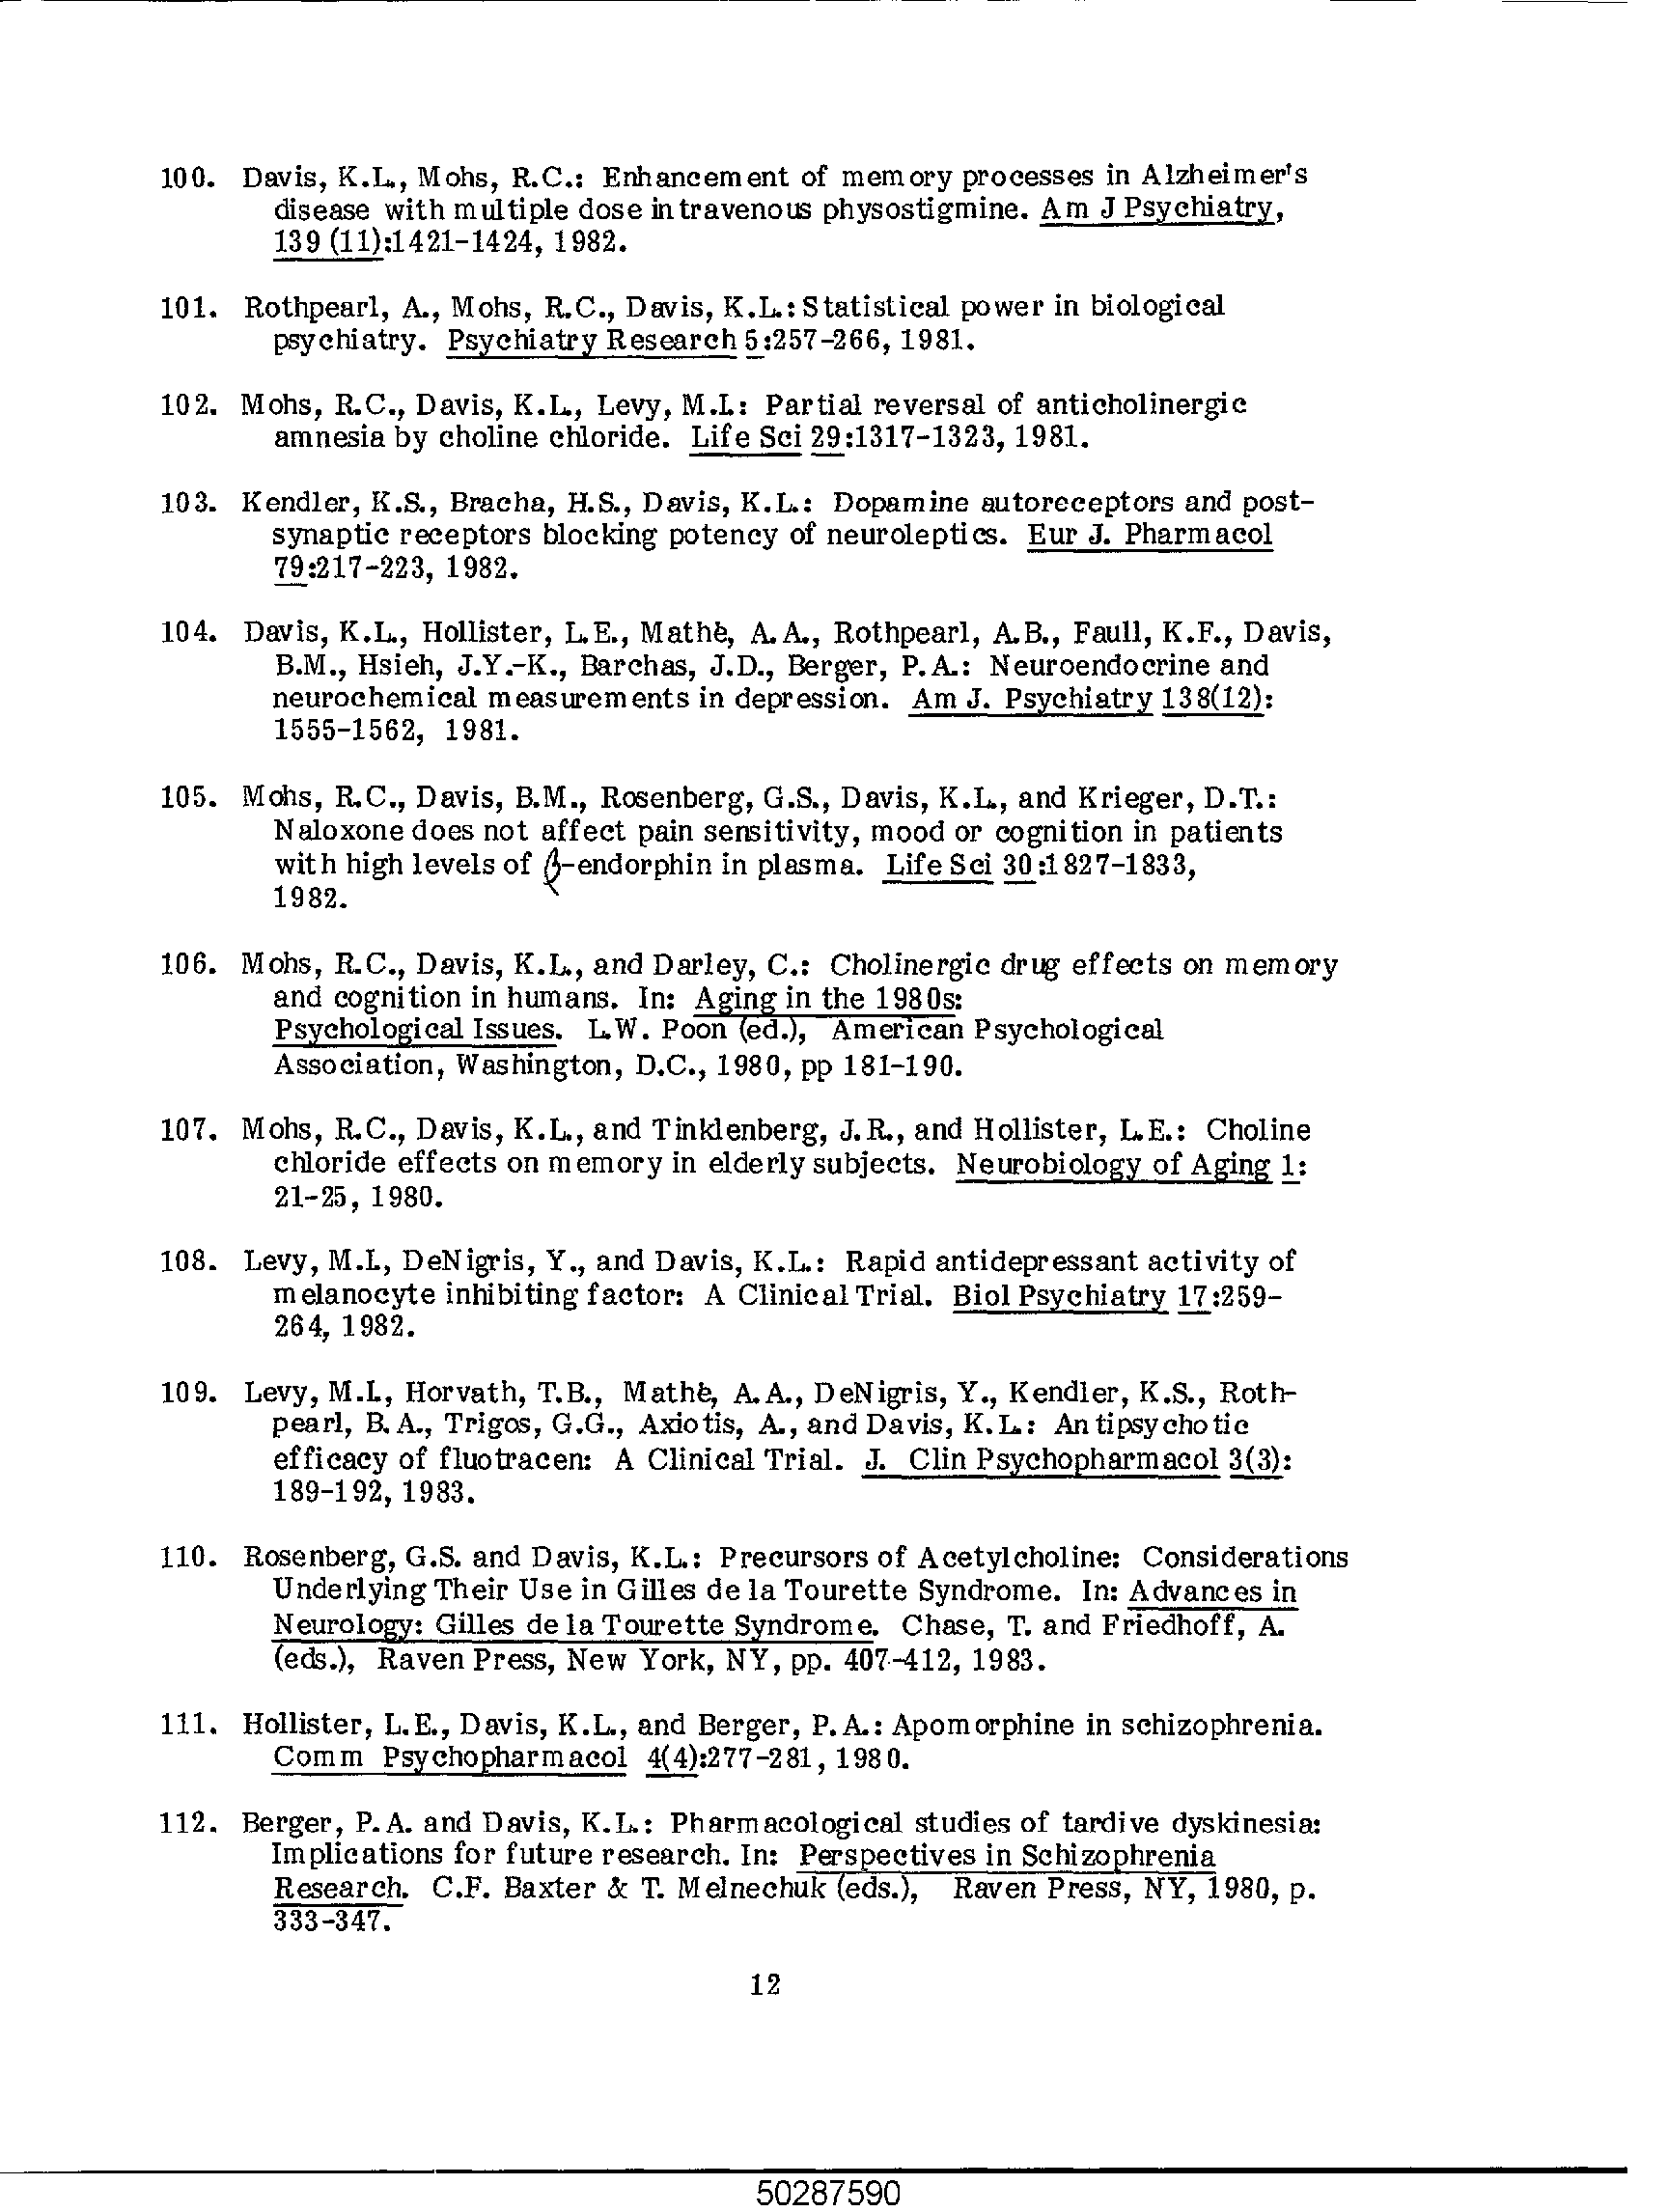 100. Davis, K.L., Mohs, R.C.: Enhancement of memory processes in Alzheimer's
disease with multiple dose intravenous physostigmine. Am J Psychiatry,
139 (11):1421-1424, 1982.
101. Rothpearl, A., Mohs, R.C., Davis, K.L.: Statistical power in biological
psychiatry. Psychiatry Research 5:257-266, 1981.
102. Mohs, R.C., Davis, K.L., Levy, M.I.: Partial reversal of anticholinergic
amnesia by choline chloride. Life Sci 29:1317-1323, 1981.
103. Kendler, K.S., Bracha, H.S., Davis, K.L.: Dopamine autoreceptors and post-
synaptic receptors blocking potency of neuroleptics. Eur J. Pharmacol
79:217-223, 1982.
104. Davis, K.L., Hollister, L.E., Mathè, A.A., Rothpearl, A.B., Faull, K.F., Davis,
B.M., Hsieh, J.Y.-K., Barchas, J.D., Berger, P.A.: Neuroendocrine and
neurochemical measurements in depression. Am J. Psychiatry 138(12):
1555-1562, 1981.
105. Mohs, R.C., Davis, B.M., Rosenberg, G.S., Davis, K.L., and Krieger, D.T.:
Naloxone does not affect pain sensitivity, mood or cognition in patients
with high levels of β-endorphin in plasma. Life Sci 30:1827-1833,
1982.
106. Mohs, R.C., Davis, K.L., and Darley, C.: Cholinergic drug effects on memory
and cognition in humans. In: Aging in the 1980s:
Psychological Issues. L.W. Poon (ed.), American Psychological
Association, Washington, D.C., 1980, pp 181-190.
107. Mohs, R.C., Davis, K.L., and Tinklenberg, J.R., and Hollister, L.E.: Choline
chloride effects on memory in elderly subjects. Neurobiology of Aging 1:
21-25, 1980.
108. Levy, M.I., DeNigris, Y., and Davis, K.L.: Rapid antidepressant activity of
melanocyte inhibiting factor: A Clinical Trial. Biol Psychiatry 17:259-
264, 1982.
109. Levy, M.I., Horvath, T.B., Mathè, A.A., DeNigris, Y., Kendler, K.S., Roth-
pearl, B.A., Trigos, G.G., Axiotis, A., and Davis, K.L.: Antipsychotic
efficacy of fluotracen: A Clinical Trial. J. Clin Psychopharmacol 3(3):
189-192, 1983.
110. Rosenberg, G.S. and Davis, K.L.: Precursors of Acetylcholine: Considerations
Underlying Their Use in Gilles de la Tourette Syndrome. In: Advances in
Neurology: Gilles de la Tourette Syndrome. Chase, T. and Friedhoff, A.
(eds.), Raven Press, New York, NY, pp. 407-412, 1983.
111. Hollister, L.E., Davis, K.L., and Berger, P.A.: Apomorphine in schizophrenia.
Comm Psychopharmacol 4(4):277-281, 1980.
112. Berger, P.A. and Davis, K.L.: Pharmacological studies of tardive dyskinesia:
Implications for future research. In: Perspectives in Schizophrenia
Research. C.F. Baxter & T. Melnechuk (eds.), Raven Press, NY, 1980, p.
333-347.
12
50287590